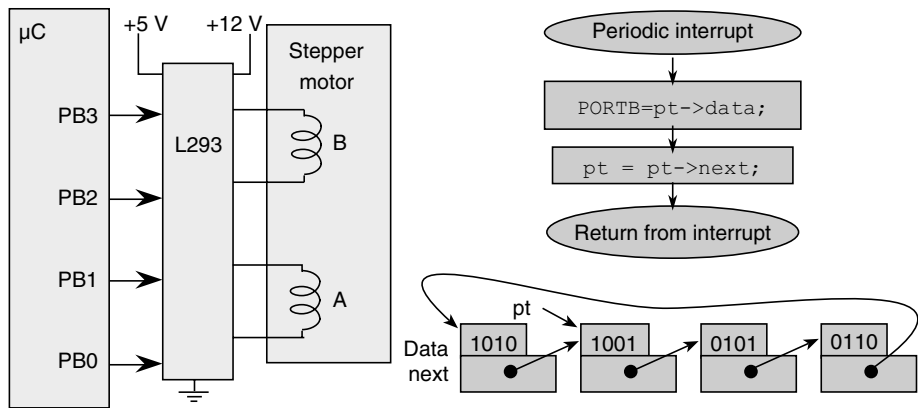 µC
+5 V
+12 V
Stepper
motor
PB3
PB2
PB1
PB0
L293
B
A
Periodic interrupt
PORTB=pt->data;
pt = pt->next;
Return from interrupt
pt
Data
next
1010
1001
0101
0110